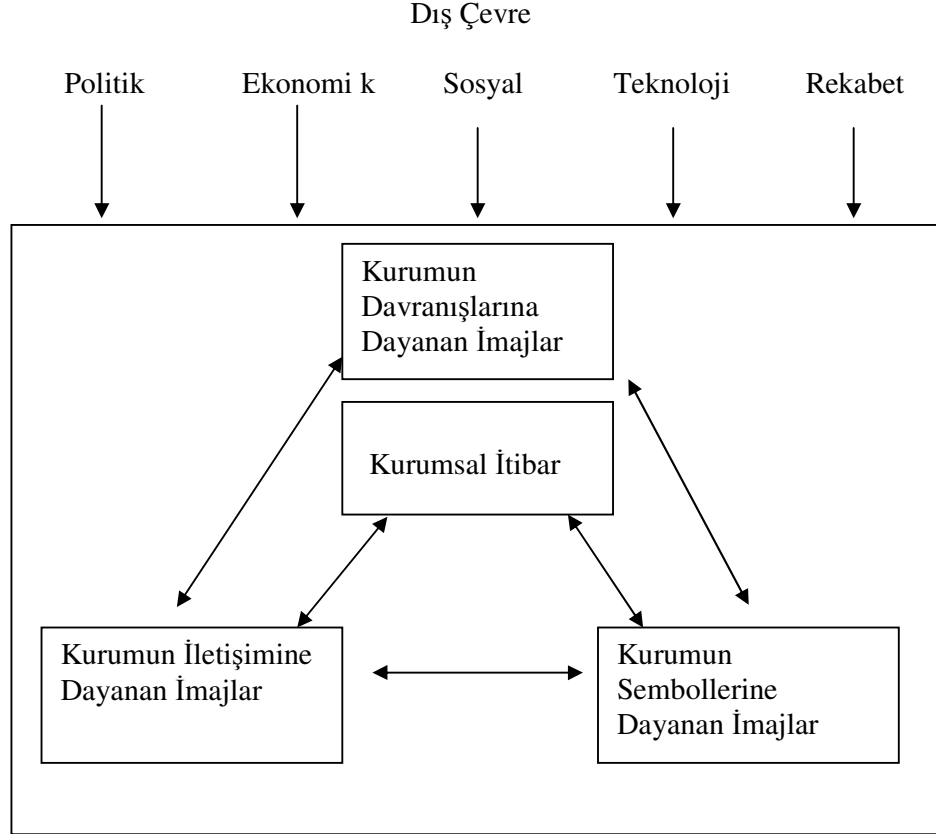 Dış Çevre
Politik Ekonomi k Sosyal Teknoloji Rekabet
Kurumun
Davranışlarına
Dayanan İmajlar
Kurumsal İtibar
Kurumun İletişimine
Dayanan İmajlar
Kurumun
Sembollerine
Dayanan İmajlar